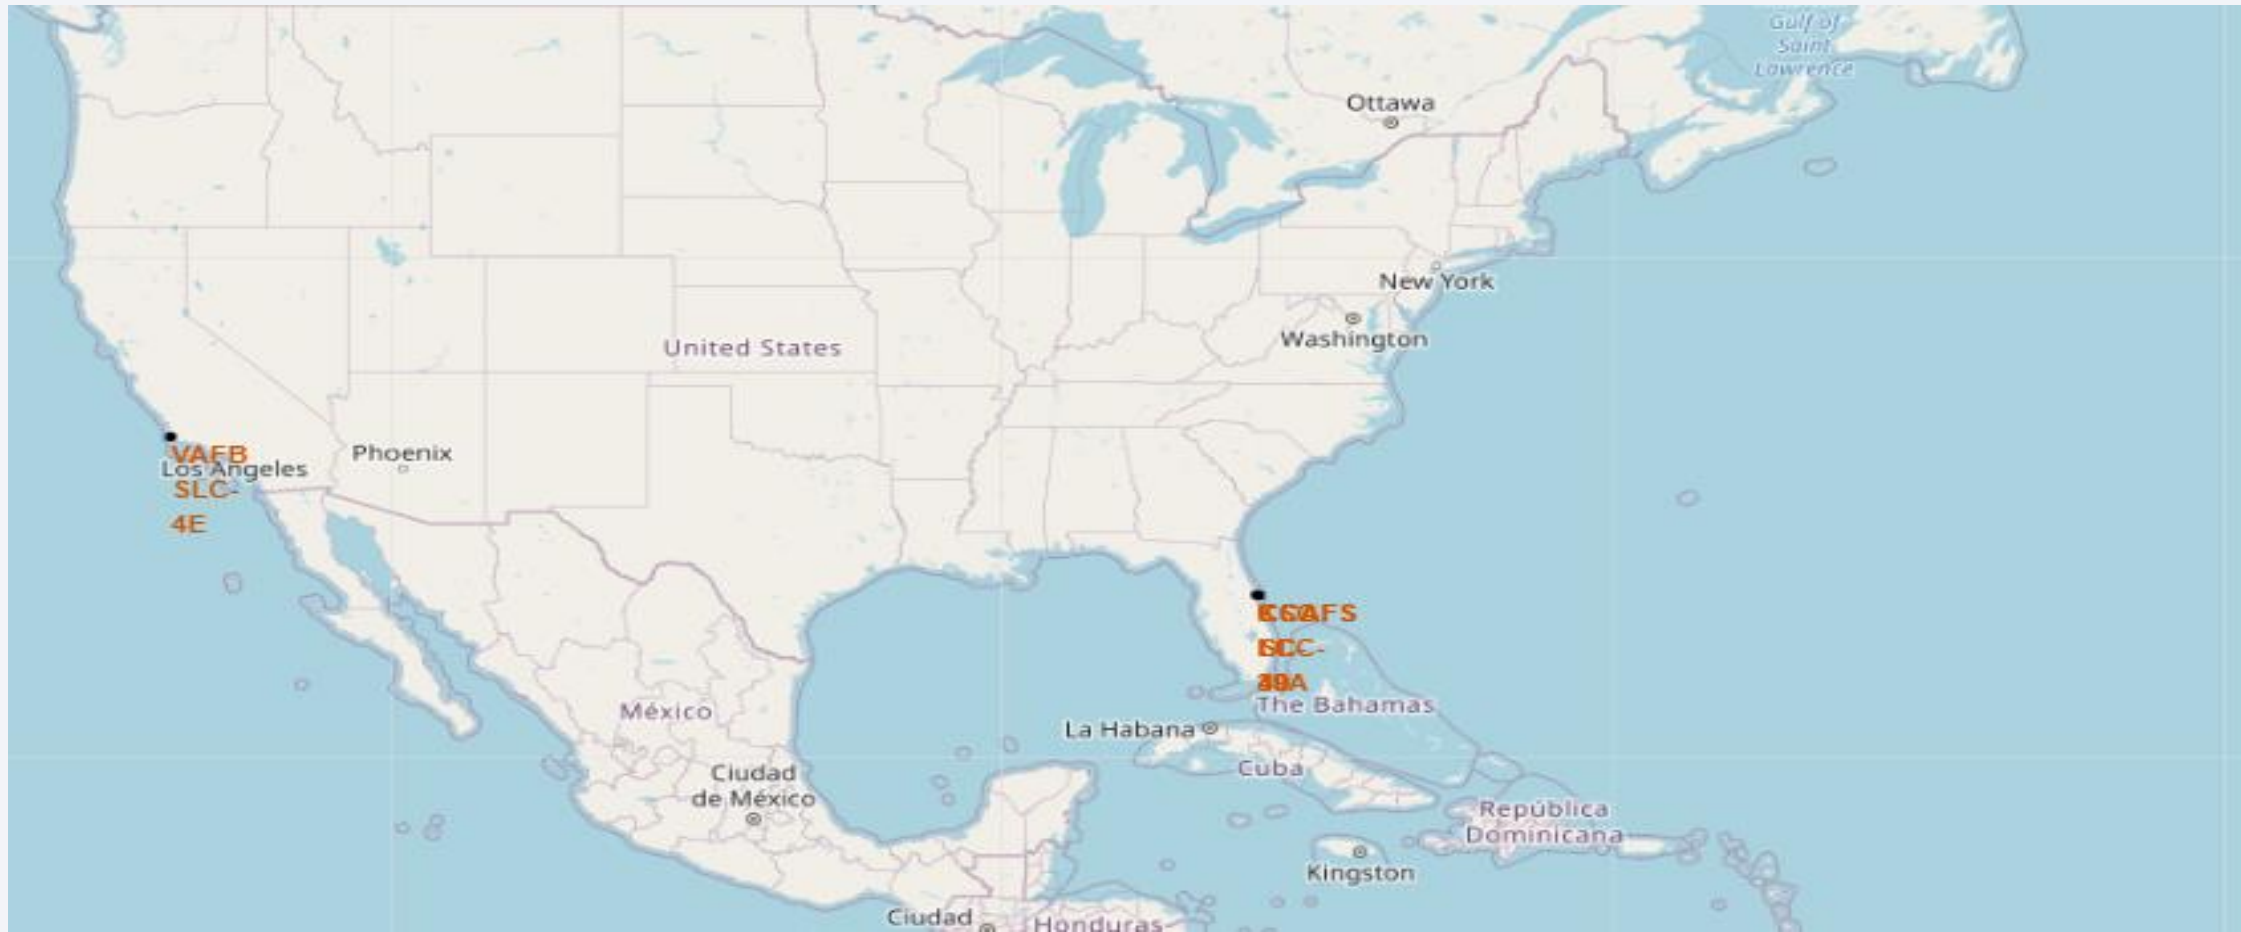 Gulf of
Saint
Lawrence
Ottawa
New York
Washington
United States
VAFB
Los Angeles
SLC-
4E
Phoenix
The Bahamas
México
La Habana
Cuba
Ciudad
de México
República
Dominicana
Kingston
Ciudad
Honduras